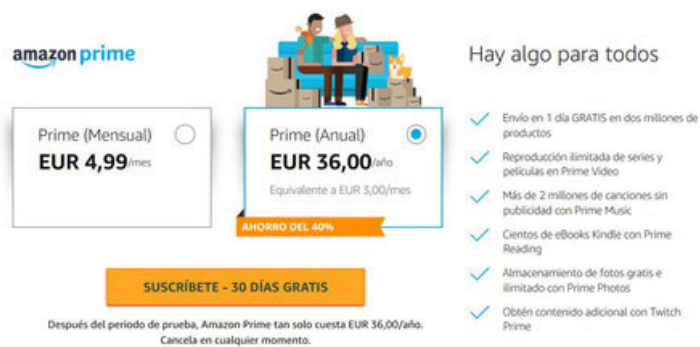 amazon prime
Prime (Mensual)
EUR 4,99/mes
Prime (Anual)
EUR 36,00/año
Equivalente a EUR 3,00/mes
AHORRO DEL 40%
SUSCRÍBETE - 30 DÍAS GRATIS
Después del periodo de prueba, Amazon Prime tan solo cuesta EUR 36,00/año.
Cancela en cualquier momento.
Hay algo para todos
Envío en 1 día GRATIS en dos millones de
productos
Reproducción ilimitada de series y
películas en Prime Video
Más de 2 millones de canciones sin
publicidad con Prime Music
Cientos de eBooks Kindle con Prime
Reading
Almacenamiento de fotos gratis e
ilimitado con Prime Photos
Obtén contenido adicional con Twitch
Prime